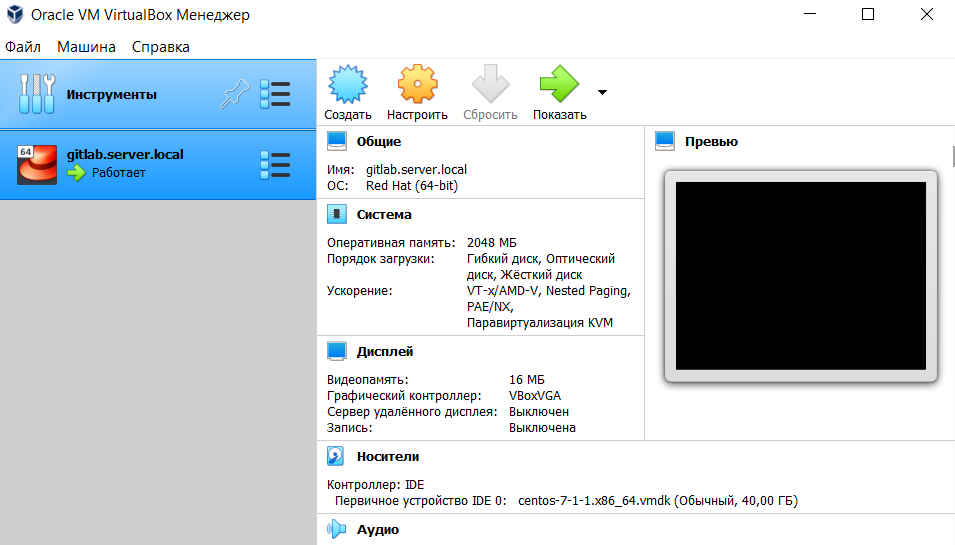 Oracle VM VirtualBox Менеджер
Файл Машина Справка
Инструменты
64
gitlab.server.local
Работает
Создать Настроить Сбросить Показать
Общие
Имя: gitlab.server.local
ОС: Red Hat (64-bit)
Система
Оперативная память: 2048 МБ
Порядок загрузки: Гибкий диск, Оптический
диск, Жёсткий диск
Ускорение: VT-x/AMD-V, Nested Paging,
PAE/NX,
Паравиртуализация KVM
Дисплей
Видеопамять: 16 МБ
Графический контроллер: VBoxVGA
Сервер удалённого дисплея: Выключен
Запись: Выключена
Превью
Носители
Контроллер: IDE
Первичное устройство IDE 0: centos-7-1-1.x86_64.vmdk (Обычный, 40,00 ГБ)
Аудио